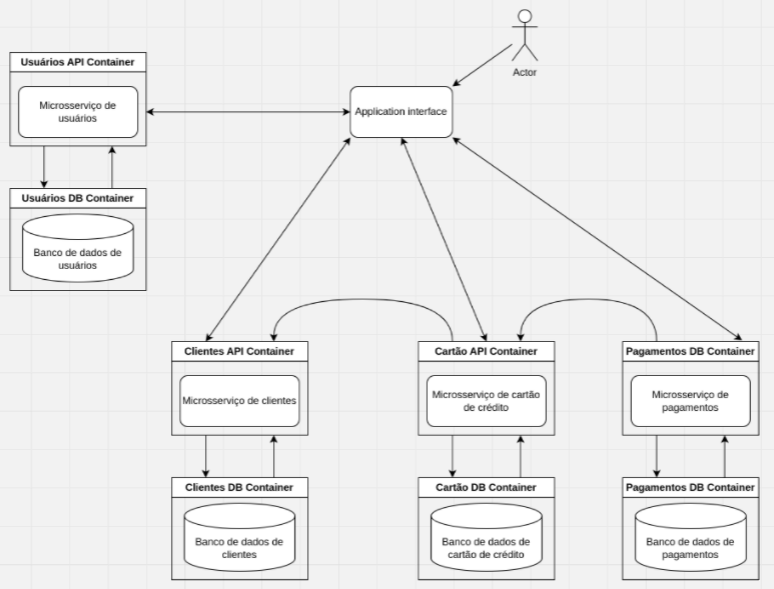 Actor
Usuários API Container
Microsserviço de
usuários
Application interface
Usuários DB Container
Banco de dados de
usuários
Clientes API Container
Microsserviço de clientes
Cartão API Container
Microsserviço de cartão
de crédito
Pagamentos DB Container
Microsserviço de
pagamentos
Clientes DB Container
Banco de dados de
clientes
Cartão DB Container
Banco de dados de
cartão de crédito
Pagamentos DB Container
Banco de dados de
pagamentos